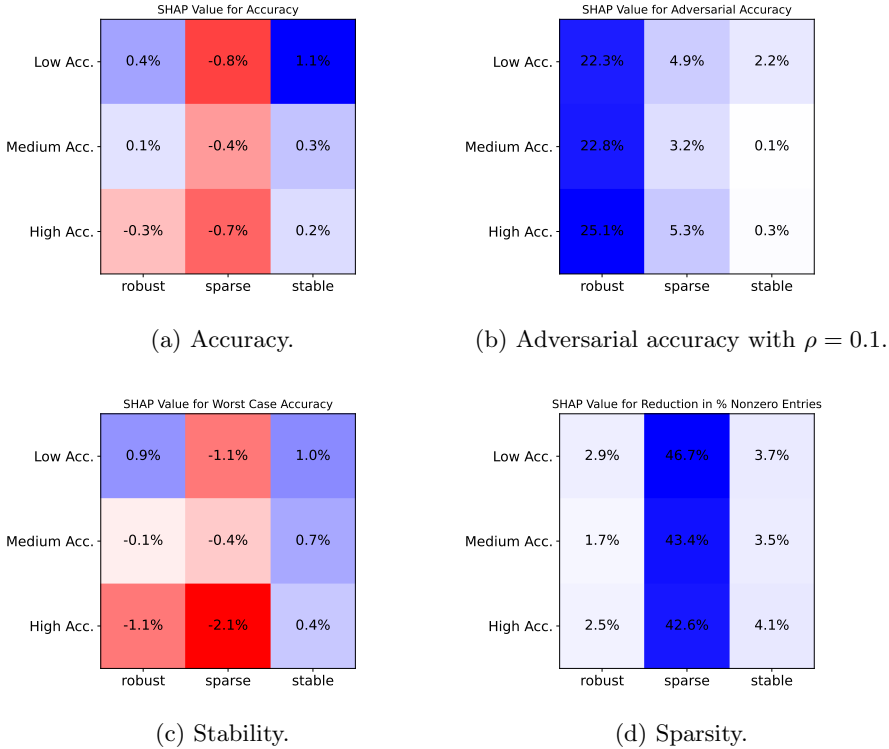 SHAP Value for Accuracy
Low Acc. 0.4% -0.8% 1.1%
Medium Acc. 0.1% -0.4% 0.3%
High Acc. -0.3% -0.7% 0.2%
robust sparse stable
(a) Accuracy.
SHAP Value for Adversarial Accuracy
Low Acc. 22.3% 4.9% 2.2%
Medium Acc. 22.8% 3.2% 0.1%
High Acc. 25.1% 5.3% 0.3%
robust sparse stable
(b) Adversarial accuracy with ρ = 0.1.
SHAP Value for Worst Case Accuracy
Low Acc. 0.9% -1.1% 1.0%
Medium Acc. -0.1% -0.4% 0.7%
High Acc. -1.1% -2.1% 0.4%
robust sparse stable
(c) Stability.
SHAP Value for Reduction in % Nonzero Entries
Low Acc. 2.9% 46.7% 3.7%
Medium Acc. 1.7% 43.4% 3.5%
High Acc. 2.5% 42.6% 4.1%
robust sparse stable
(d) Sparsity.